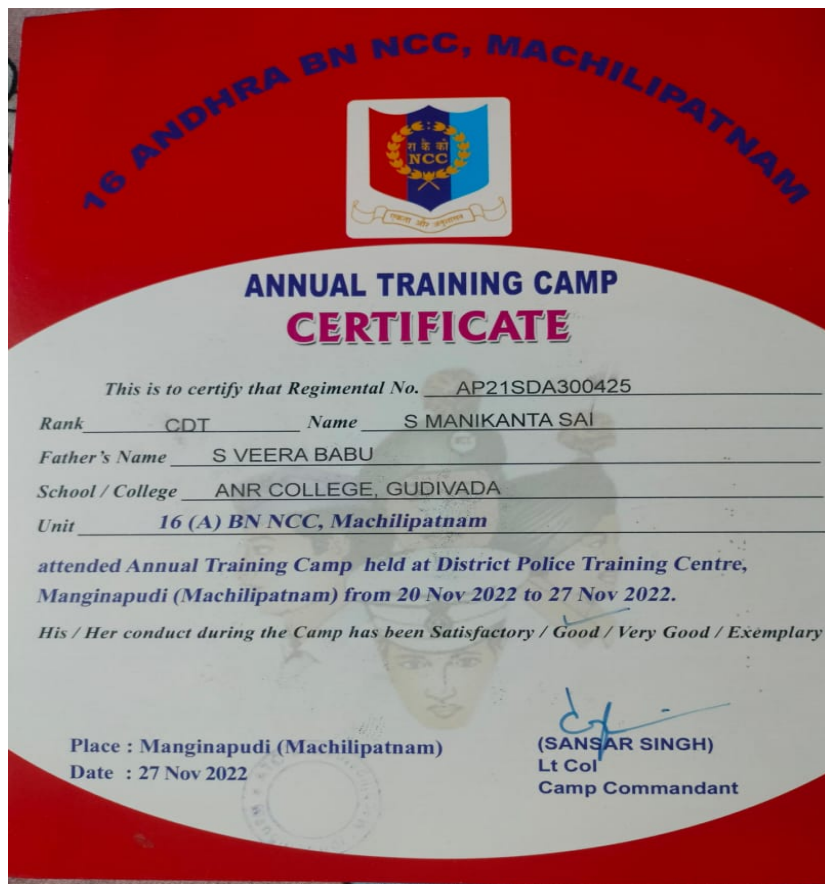 16 ANDHRA BN NCC, MACHILIPATNAM
रा कै को
NCC
एकता और अनुशासन
ANNUAL TRAINING CAMP
CERTIFICATE
This is to certify that Regimental No. AP21SDA300425
Rank CDT Name S MANIKANTA SAI
Father's Name S VEERA BABU
School / College ANR COLLEGE, GUDIVADA
Unit 16 (A) BN NCC, Machilipatnam
attended Annual Training Camp held at District Police Training Centre,
Manginapudi (Machilipatnam) from 20 Nov 2022 to 27 Nov 2022.
His / Her conduct during the Camp has been Satisfactory / Good / Very Good / Exemplary
Place : Manginapudi (Machilipatnam)
Date : 27 Nov 2022
(SANSAR SINGH)
Lt Col
Camp Commandant